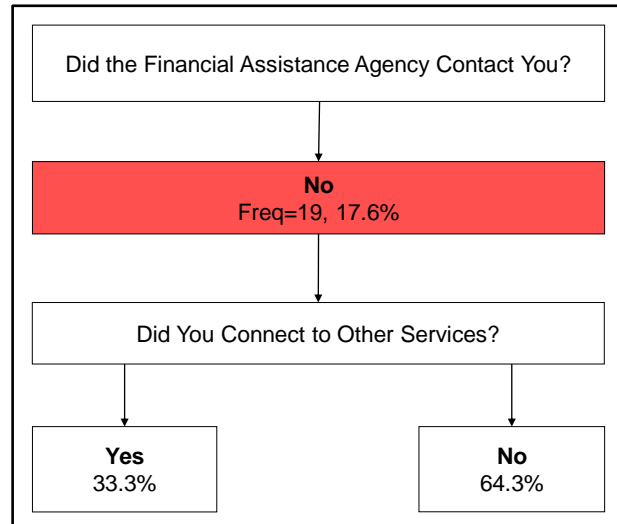 Did the Financial Assistance Agency Contact You?
No
Freq=19, 17.6%
Did You Connect to Other Services?
Yes
33.3%
No
64.3%